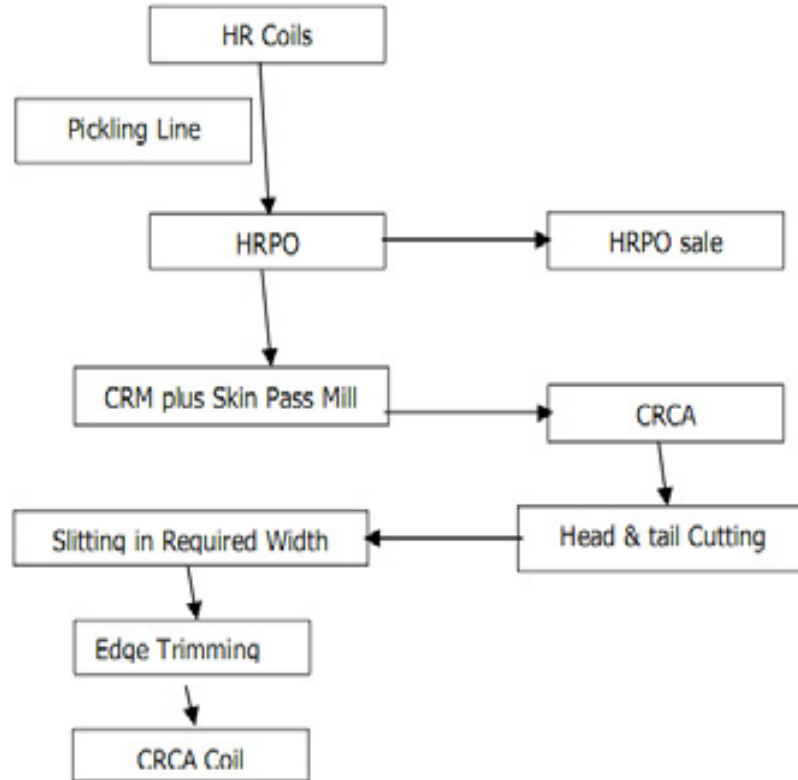 HR Coils
Pickling Line
HRPO
HRPO sale
CRM plus Skin Pass Mill
CRCA
Head & tail Cutting
Slitting in Required Width
Edge Trimming
CRCA Coil